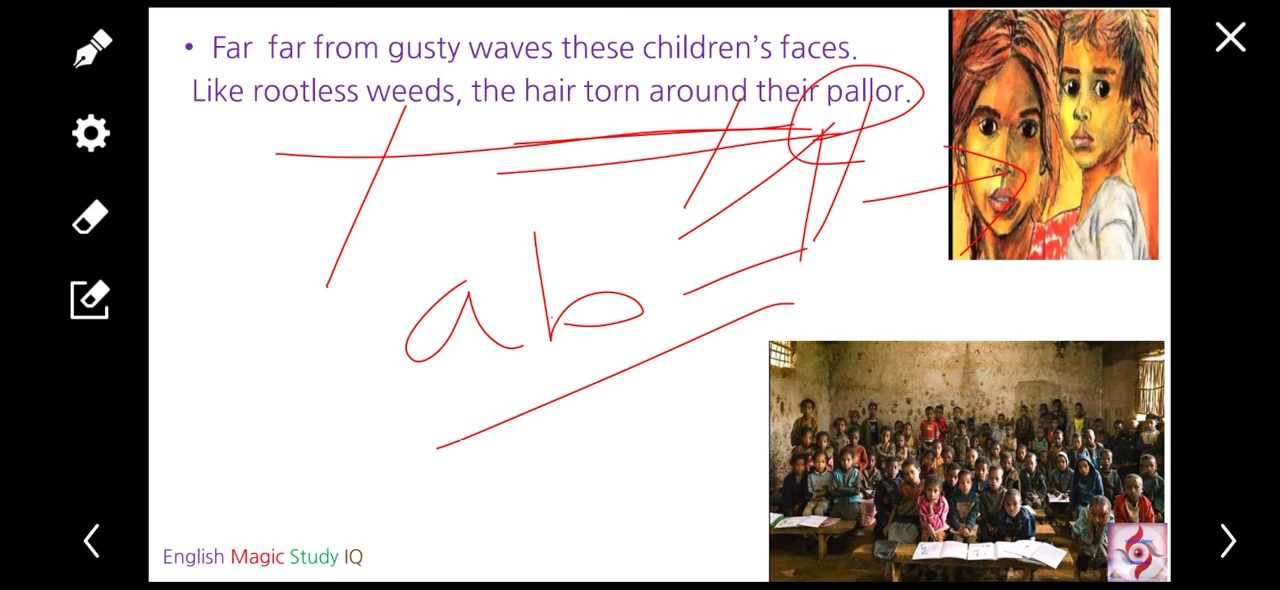 • Far far from gusty waves these children's faces.
Like rootless weeds, the hair torn around their pallor.
ab
English Magic Study IQ